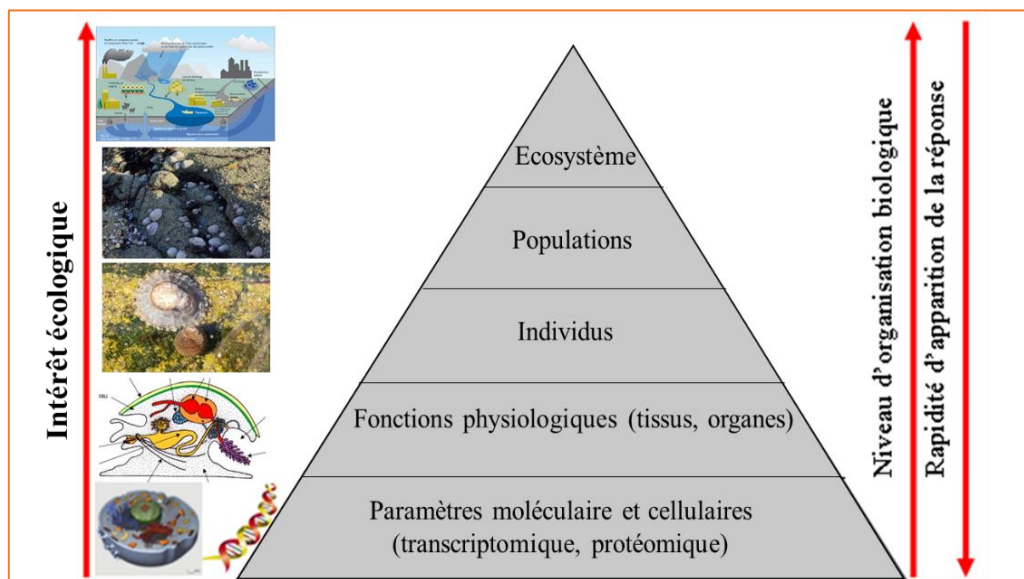 Intérêt écologique
Ecosystème
Populations
Individus
Fonctions physiologiques (tissus, organes)
Paramètres moléculaire et cellulaires
(transcriptomique, protéomique)
Niveau d’organisation biologique
Rapidité d’apparition de la réponse